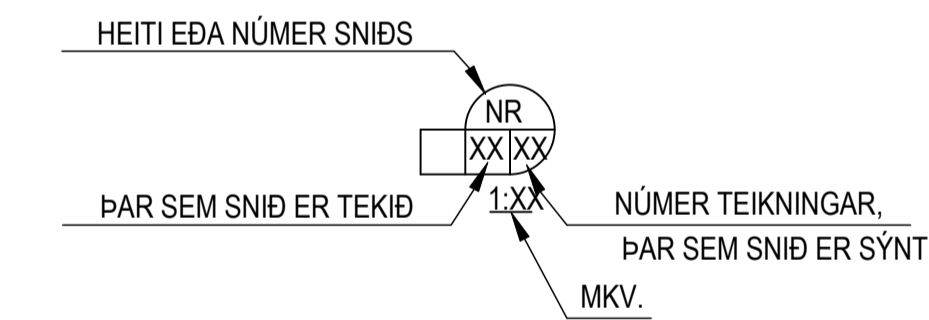 HEITI EÐA NÚMER SNIÐS
NR
XX XX
ÞAR SEM SNIÐ ER TEKIÐ
1:XX
NÚMER TEIKNINGAR,
ÞAR SEM SNIÐ ER SÝNT
MKV.